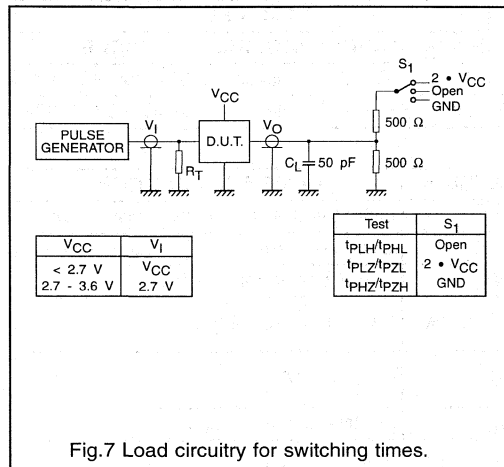 S1
2 • VCC
Open
GND
VCC
500 Ω
PULSE
GENERATOR
VI
D.U.T.
VO
RT
CL
50 pF
500 Ω
VCC VI
< 2.7 V VCC
2.7 - 3.6 V 2.7 V
Test S1
tPLH/tPHL Open
tPLZ/tPZL 2 • VCC
tPHZ/tPZH GND
Fig.7 Load circuitry for switching times.